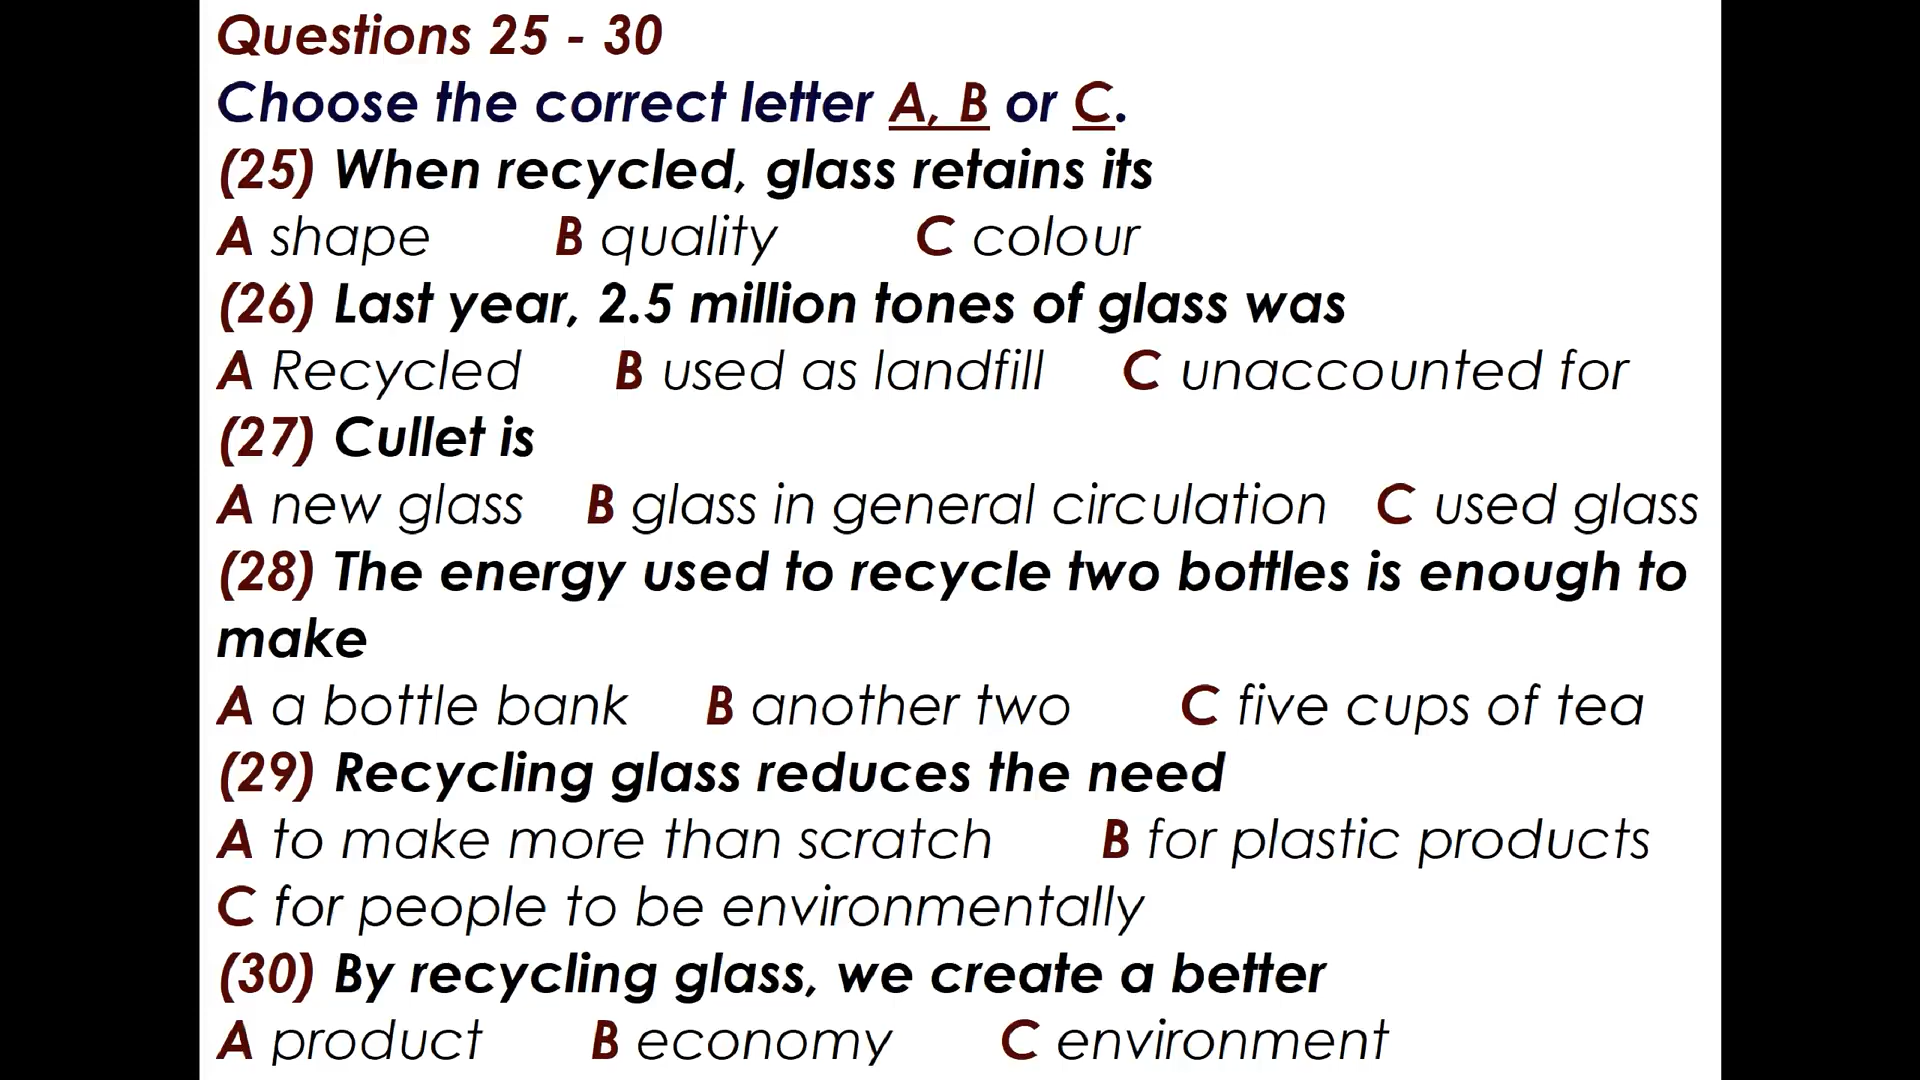 Questions 25 - 30
Choose the correct letter A, B or C.
(25) When recycled, glass retains its
A shape B quality C colour
(26) Last year, 2.5 million tones of glass was
A Recycled B used as landfill C unaccounted for
(27) Cullet is
A new glass B glass in general circulation C used glass
(28) The energy used to recycle two bottles is enough to
make
A a bottle bank B another two C five cups of tea
(29) Recycling glass reduces the need
A to make more than scratch B for plastic products
C for people to be environmentally
(30) By recycling glass, we create a better
A product B economy C environment